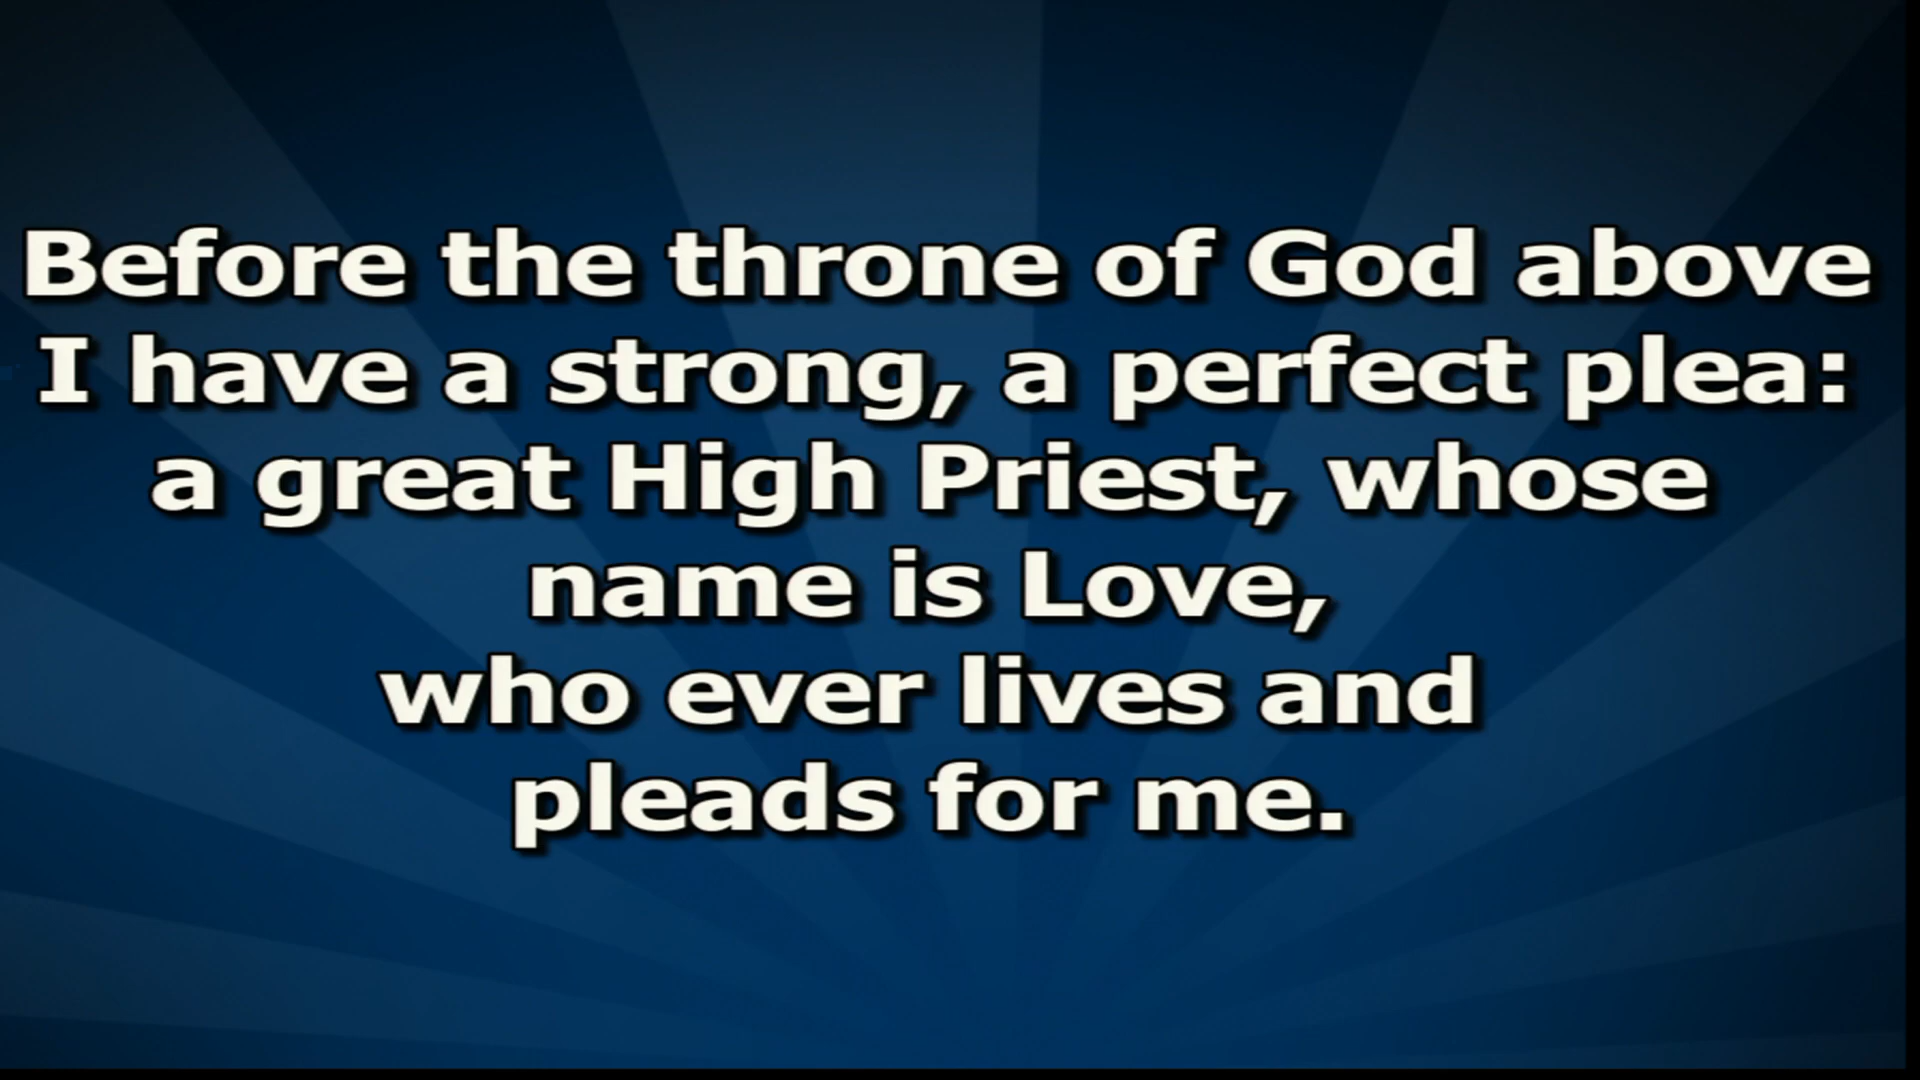 Before the throne of God above
I have a strong, a perfect plea:
a great High Priest, whose
name is Love,
who ever lives and
pleads for me.